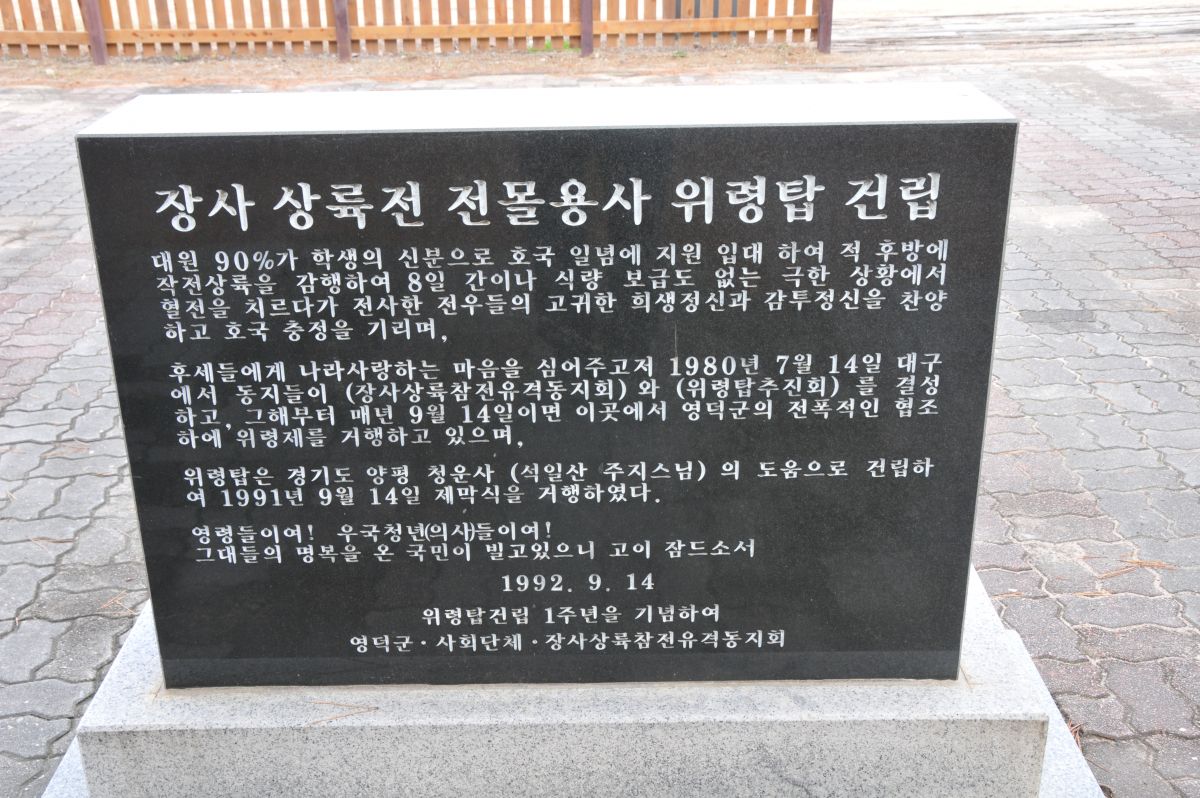 장사 상륙전 전몰용사 위령탑 건립
대원 90%가 학생의 신분으로 호국 일념에 지원 입대 하여 적 후방에
작전상륙을 감행하여 8일 간이나 식량 보급도 없는 극한 상황에서
혈전을 치르다가 전사한 전우들의 고귀한 희생정신과 감투정신을 찬양
하고 호국 충정을 기리며,
후세들에게 나라사랑하는 마음을 심어주고저 1980년 7월 14일 대구
에서 동지들이 (장사상륙참전유격동지회) 와 (위령탑추진회) 를 결성
하고, 그해부터 매년 9월 14일이면 이곳에서 영덕군의 전폭적인 협조
하에 위령제를 거행하고 있으며,
위령탑은 경기도 양평 청운사 (석일산 주지스님) 의 도움으로 건립하
여 1991년 9월 14일 제막식을 거행하였다.
영령들이여! 우국청년(의사)들이여!
그대들의 명복을 온 국민이 빌고있으니 고이 잠드소서
1992. 9. 14
위령탑건립 1주년을 기념하여
영덕군·사회단체·장사상륙참전유격동지회